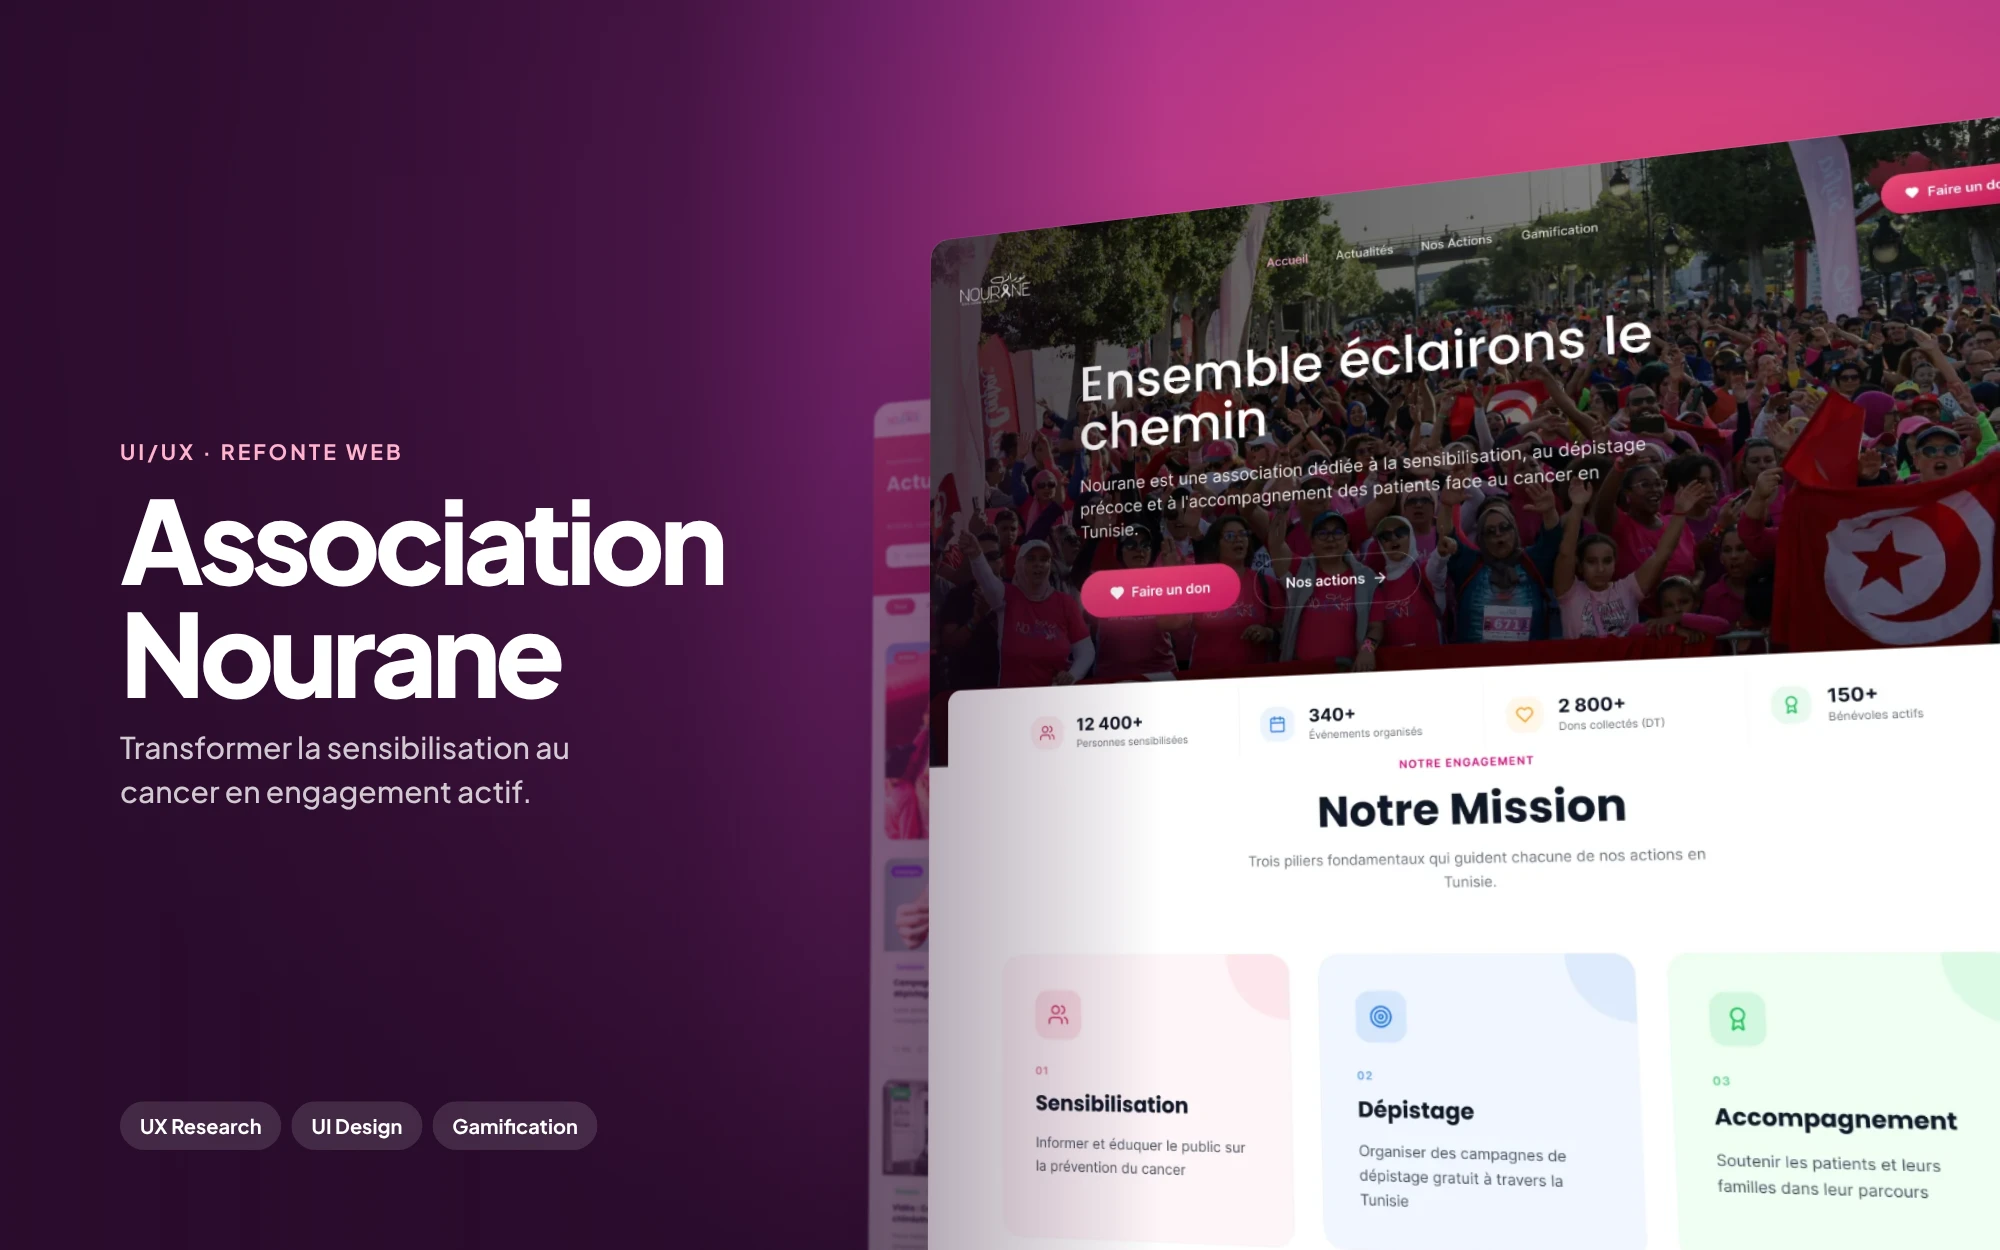 UI/UX · REFONTE WEB
Association
Nourane
Transformer la sensibilisation au
cancer en engagement actif.
UX Research
UI Design
Gamification
نوران
NOURANE
Accueil
Actualités
Nos Actions
Gamification
Faire un do
Ensemble éclairons le
chemin
Nourane est une association dédiée à la sensibilisation, au dépistage
précoce et à l'accompagnement des patients face au cancer en
Tunisie.
Faire un don
Nos actions →
671
12 400+
Personnes sensibilisées
340+
Événements organisés
2 800+
Dons collectés (DT)
150+
Bénévoles actifs
NOTRE ENGAGEMENT
Notre Mission
Trois piliers fondamentaux qui guident chacune de nos actions en
Tunisie.
01
Sensibilisation
Informer et éduquer le public sur
la prévention du cancer
02
Dépistage
Organiser des campagnes de
dépistage gratuit à travers la
Tunisie
03
Accompagnement
Soutenir les patients et leurs
familles dans leur parcours
Actu